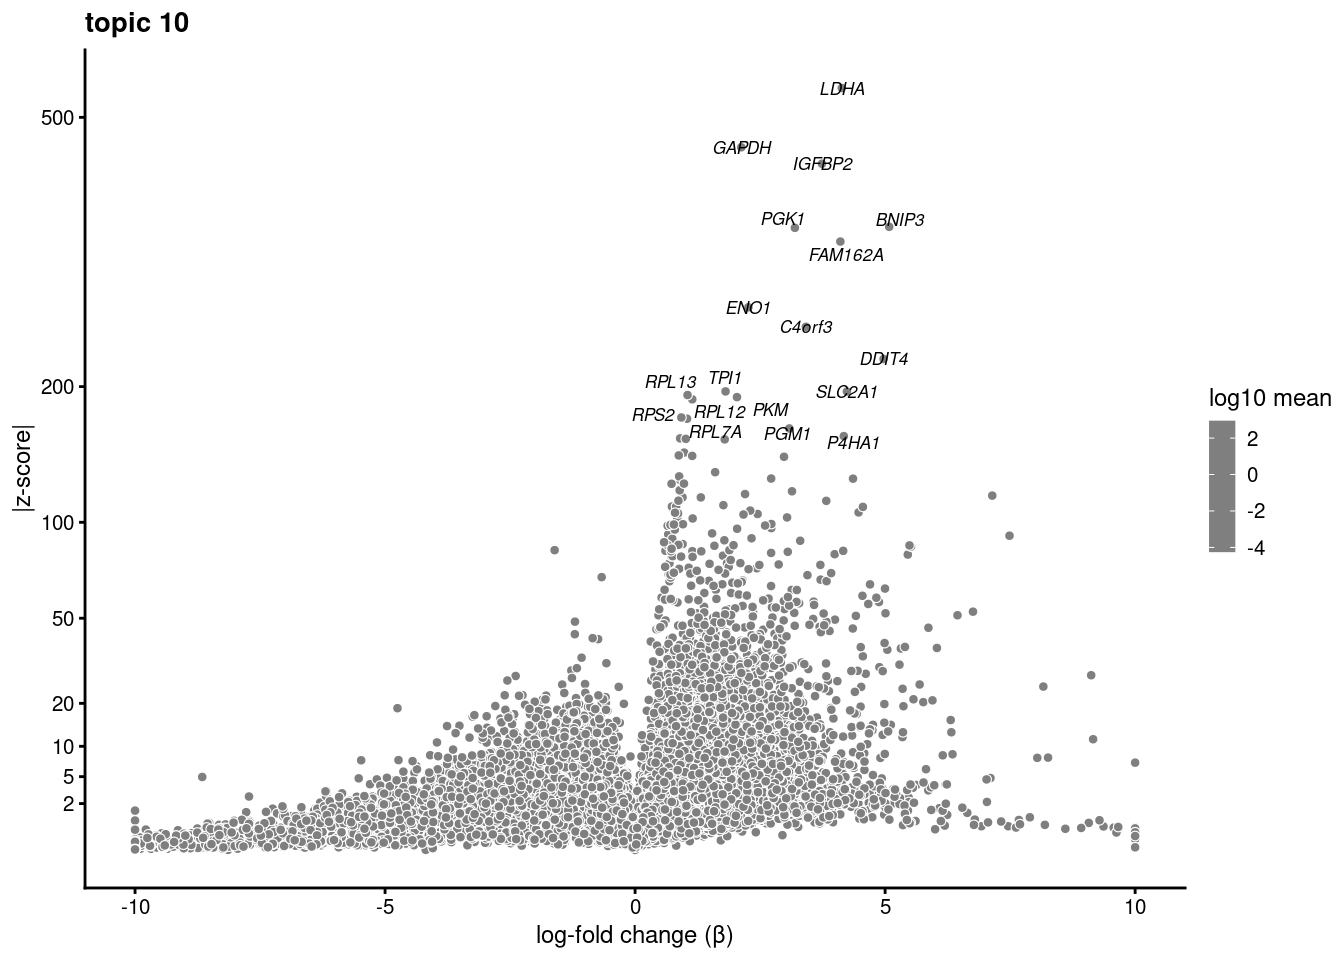 topic 10
LDHA
500
GAPDH
IGFBP2
PGK1
BNIP3
FAM162A
ENO1
C4orf3
DDIT4
200
RPL13
TPI1
SLC2A1
RPS2
RPL12
PKM
RPL7A
PGM1
P4HA1
100
50
20
10
5
2
|z-score|
-10
-5
0
5
10
log-fold change (β)
log10 mean
2
0
-2
-4